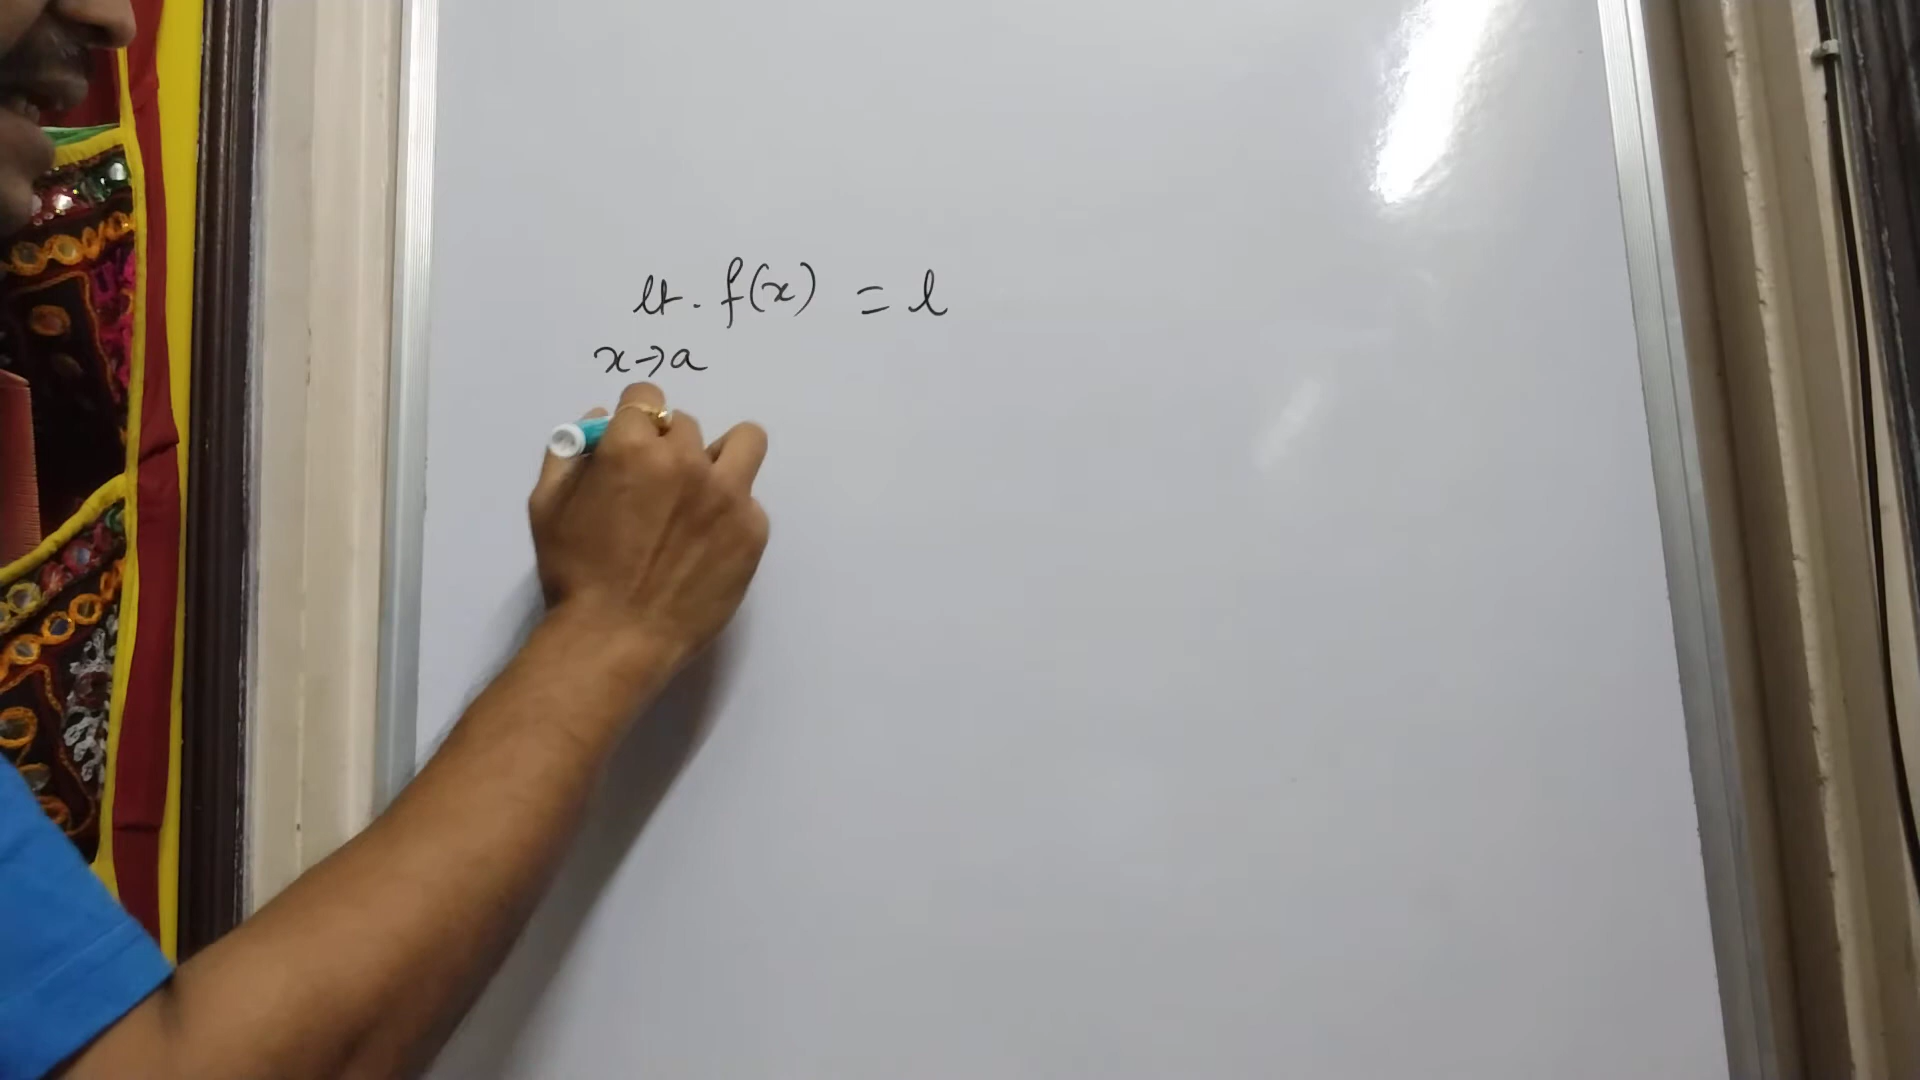 lt. f(x) = l
x→a